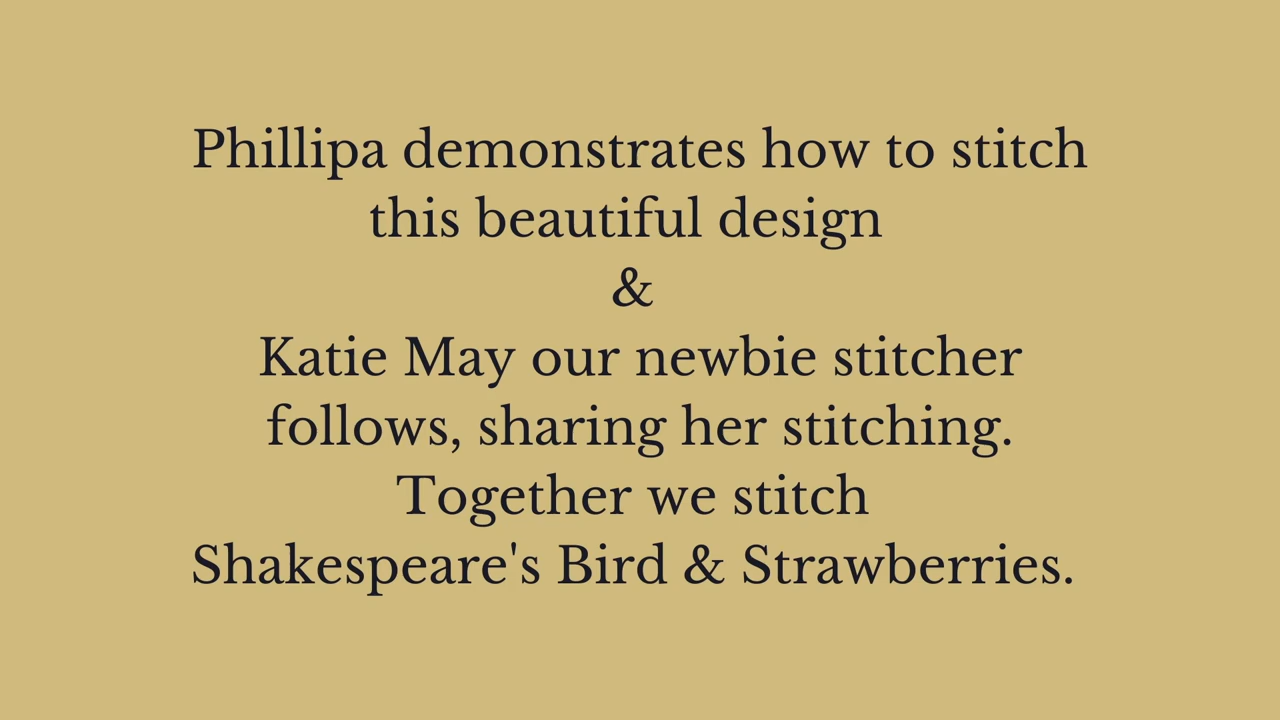 Phillipa demonstrates how to stitch
this beautiful design
&
Katie May our newbie stitcher
follows, sharing her stitching.
Together we stitch
Shakespeare's Bird & Strawberries.